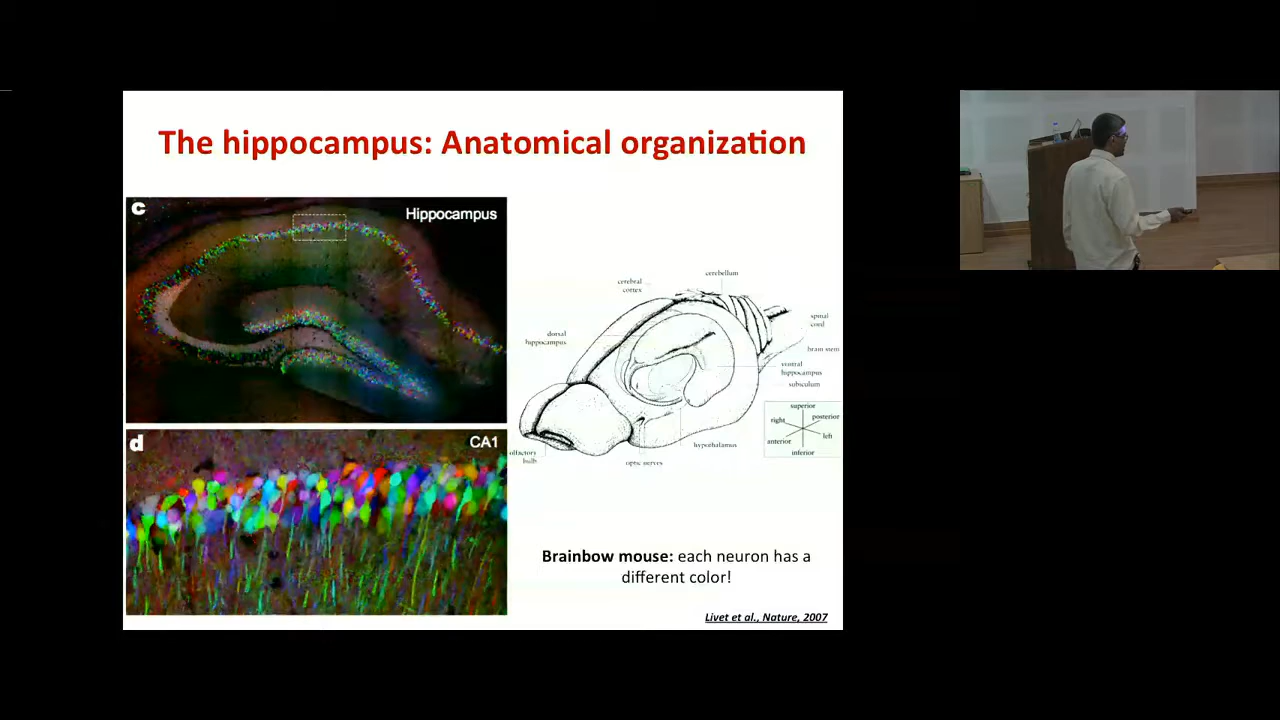 The hippocampus: Anatomical organization
c
Hippocampus
d
CA1
cerebellum
cerebral
cortex
spinal
cord
dorsal
hippocampus
brain stem
ventral
hippocampus
subsculum
superior
right
posterior
anterior
left
inferior
hypothalamus
olfactory
bulb
optic nerves
Brainbow mouse: each neuron has a
different color!
Livet et al., Nature, 2007